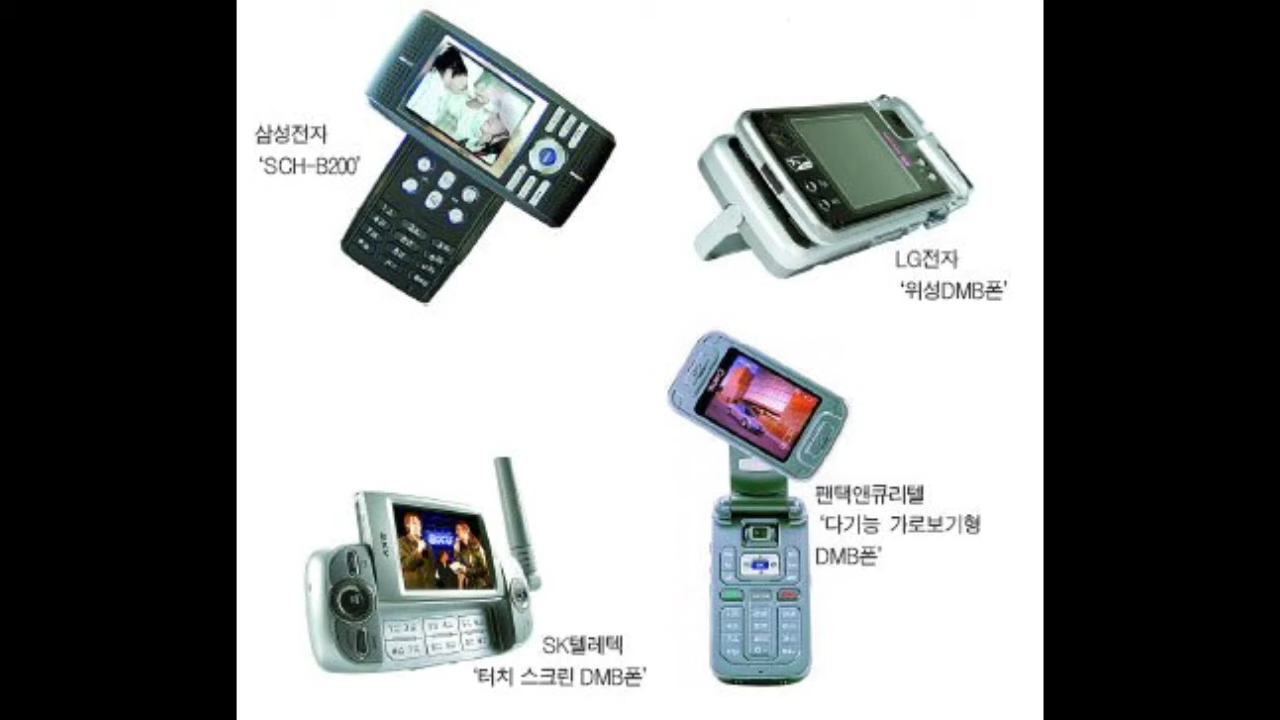 삼성전자
‘SCH-B200’
LG전자
‘위성DMB폰’
팬택앤큐리텔
‘다기능 가로보기형
DMB폰’
SKY
SK텔레텍
‘터치 스크린 DMB폰’